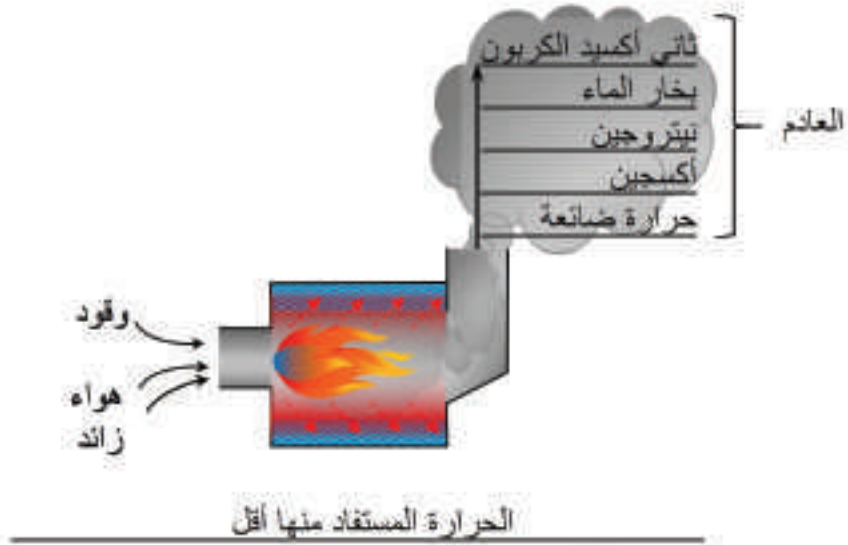 ثاني أكسيد الكربون
بخار الماء
نيتروجين
أكسجين
حرارة ضائعة
العادم
وقود
هواء
زائد
الحرارة المستفاد منها أقل